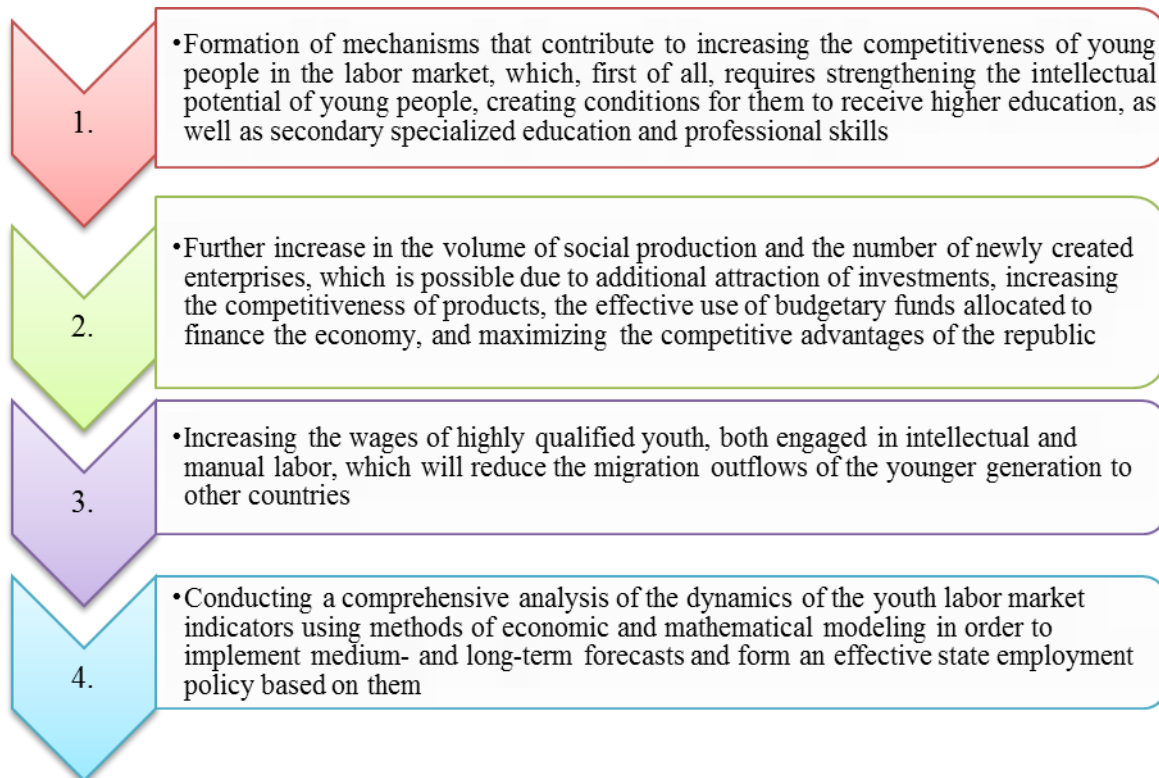 1.
•Formation of mechanisms that contribute to increasing the competitiveness of young
people in the labor market, which, first of all, requires strengthening the intellectual
potential of young people, creating conditions for them to receive higher education, as
well as secondary specialized education and professional skills
2.
•Further increase in the volume of social production and the number of newly created
enterprises, which is possible due to additional attraction of investments, increasing
the competitiveness of products, the effective use of budgetary funds allocated to
finance the economy, and maximizing the competitive advantages of the republic
3.
•Increasing the wages of highly qualified youth, both engaged in intellectual and
manual labor, which will reduce the migration outflows of the younger generation to
other countries
4.
•Conducting a comprehensive analysis of the dynamics of the youth labor market
indicators using methods of economic and mathematical modeling in order to
implement medium- and long-term forecasts and form an effective state employment
policy based on them